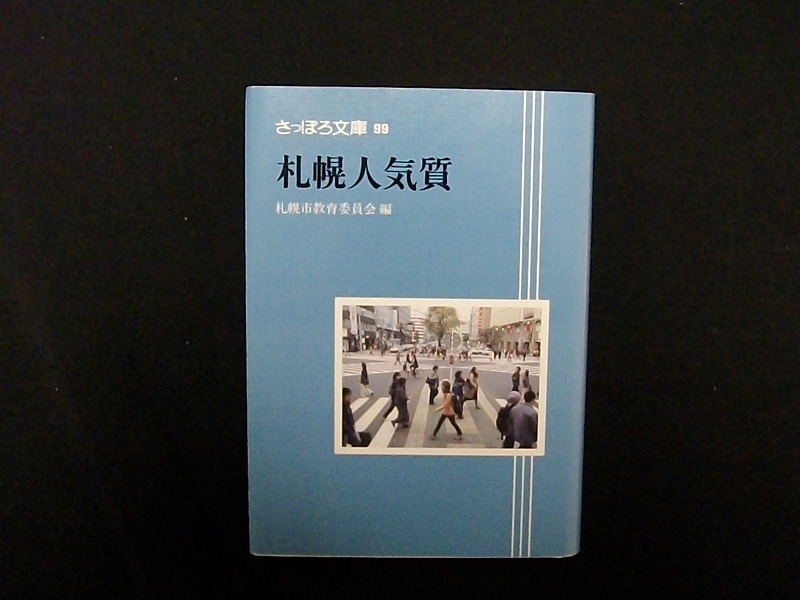 さっぽろ文庫 99
札幌人気質
札幌市教育委員会 編